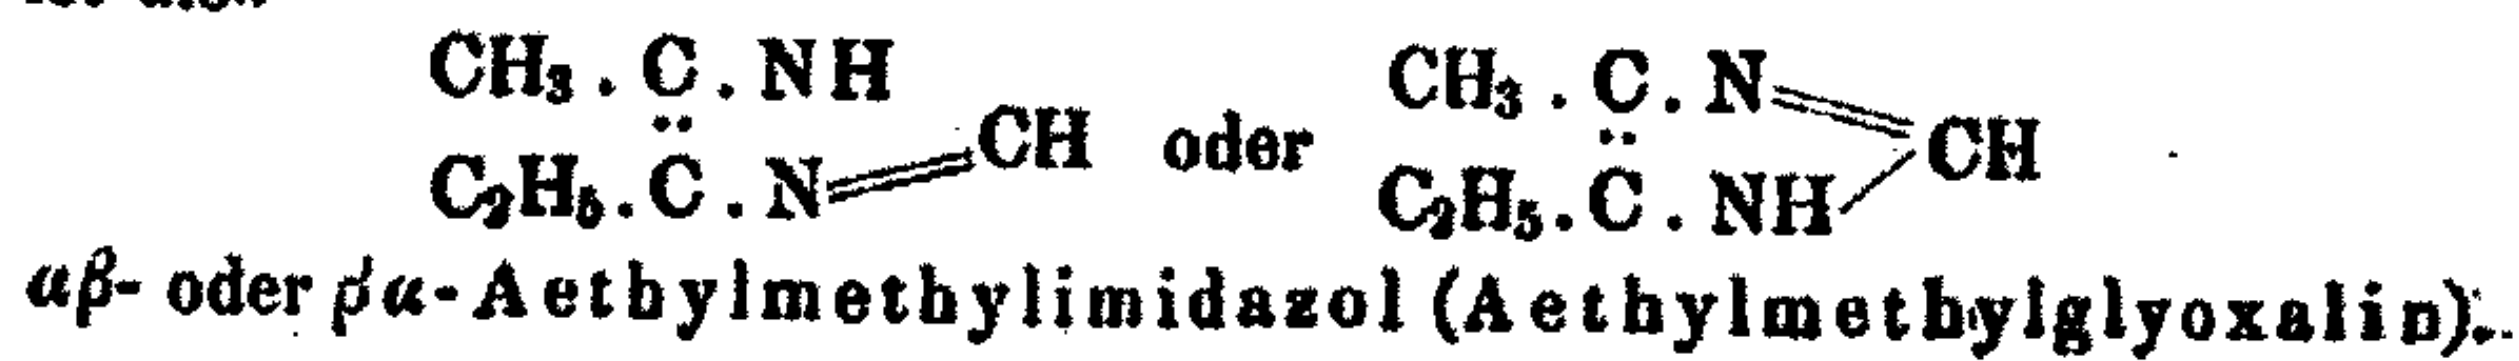 CH₃ . C . NH CH₃ . C . N
CH oder CH
C₂H₅ . C . N C₂H₅ . C . NH
αβ- oder βα-Aethylmethylimidazol (Aethylmethylglyoxalin).